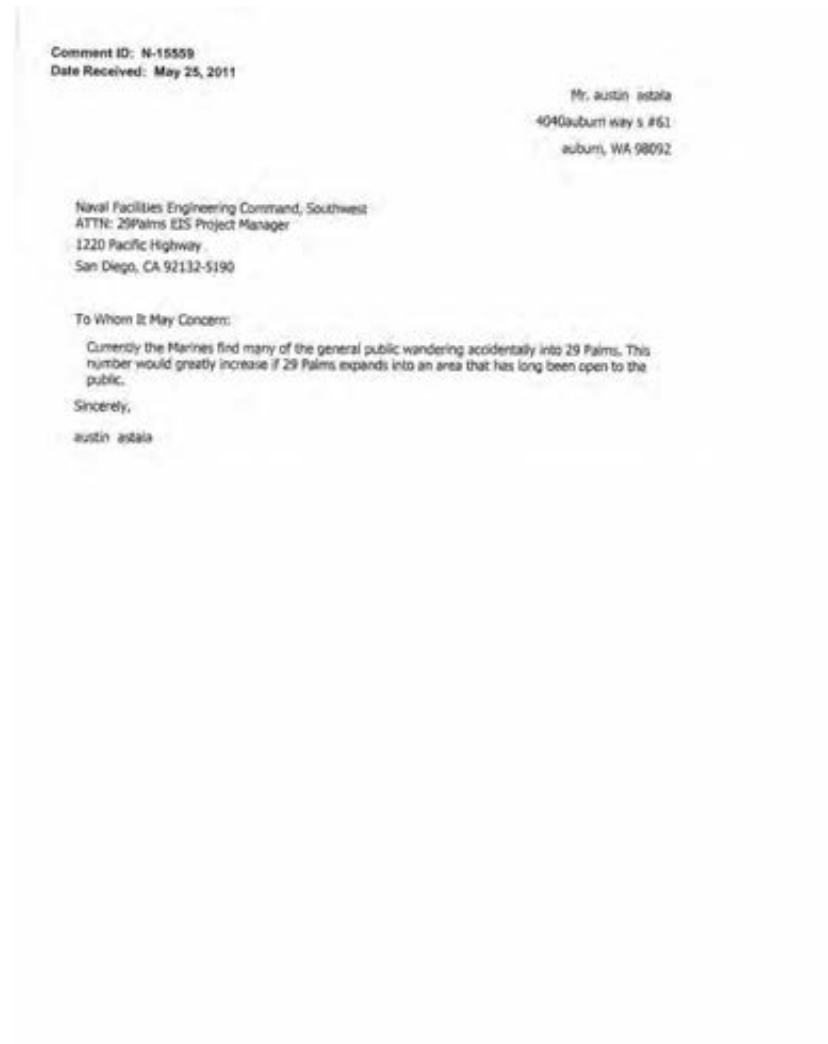 Comment ID: N-15559
Date Received: May 25, 2011
Mr. austin astala
4040auburn way s #61
auburn, WA 98092
Naval Facilities Engineering Command, Southwest
ATTN: 29Palms EIS Project Manager
1220 Pacific Highway
San Diego, CA 92132-5190
To Whom It May Concern:
Currently the Marines find many of the general public wandering accidentally into 29 Palms. This
number would greatly increase if 29 Palms expands into an area that has long been open to the
public.
Sincerely,
austin astala